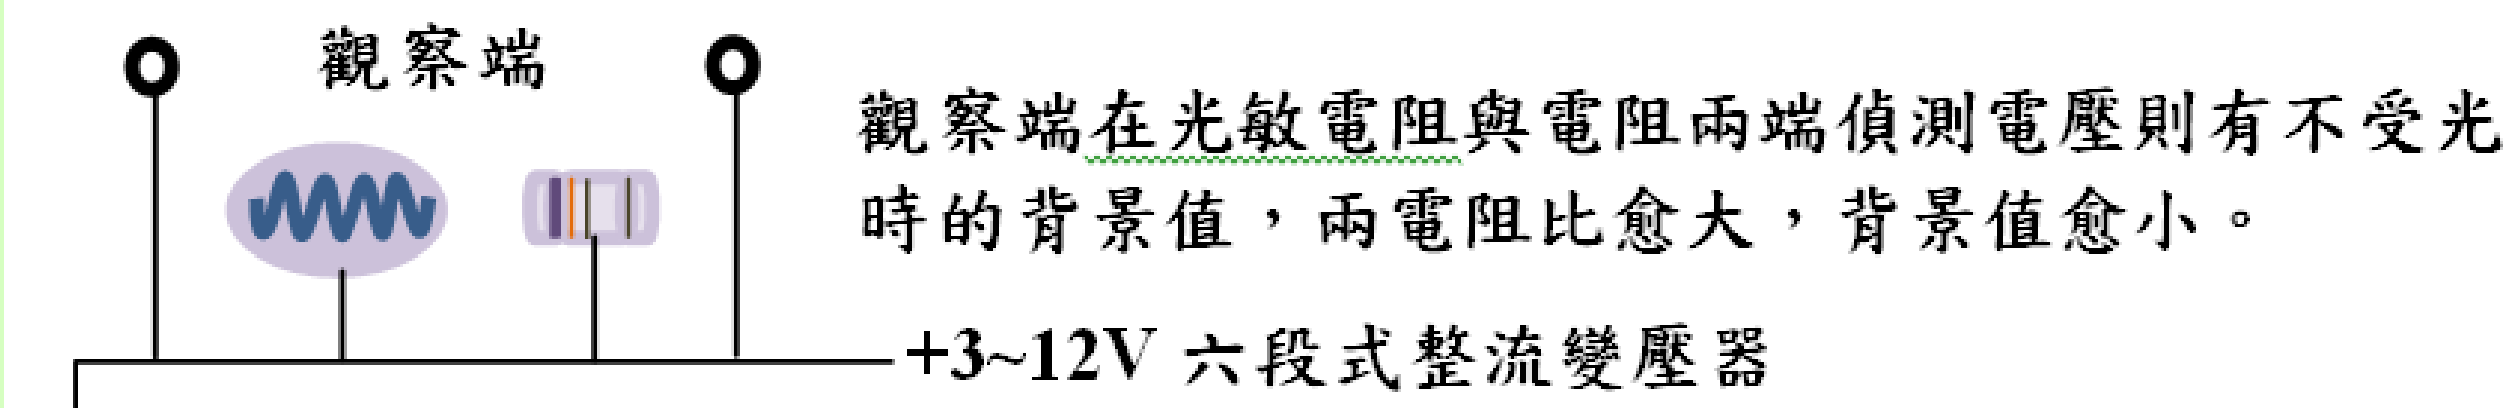 觀察端
觀察端在光敏電阻與電阻兩端偵測電壓則有不受光
時的背景值，兩電阻比愈大，背景值愈小。
+3~12V 六段式整流變壓器